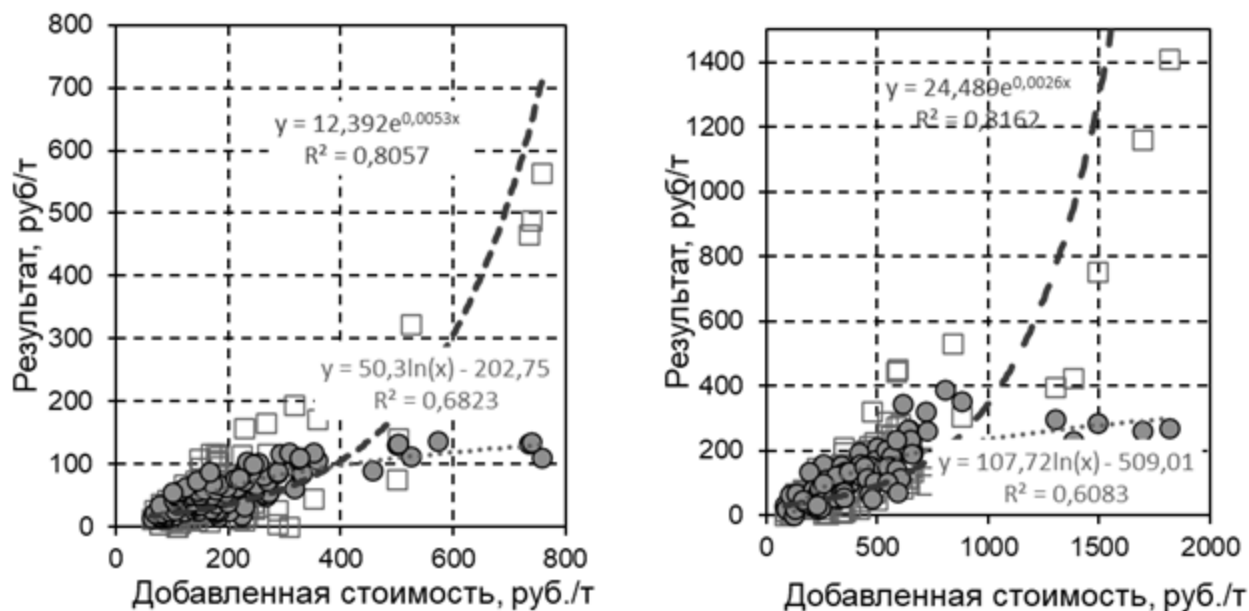 800
700
600
500
400
300
200
100
0
Результат, руб/т
y = 12,392e^0,0053x
R² = 0,8057
y = 50,3ln(x) - 202,75
R² = 0,6823
0 200 400 600 800
Добавленная стоимость, руб./т
1400
1200
1000
800
600
400
200
0
Результат, руб/т
y = 24,489e^0,0026x
R² = 0,8162
y = 107,72ln(x) - 509,01
R² = 0,6083
0 500 1000 1500 2000
Добавленная стоимость, руб./т